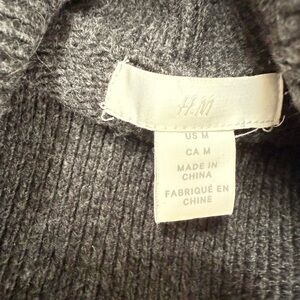 H&M
US M
CA M
MADE IN
CHINA
FABRIQUÉ EN
CHINE